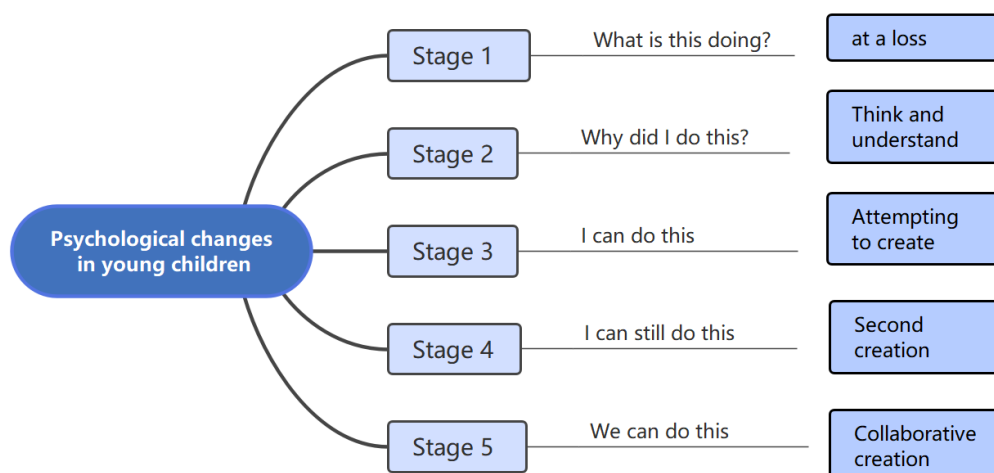 Psychological changes
in young children
Stage 1
What is this doing?
at a loss
Stage 2
Why did I do this?
Think and
understand
Stage 3
I can do this
Attempting
to create
Stage 4
I can still do this
Second
creation
Stage 5
We can do this
Collaborative
creation